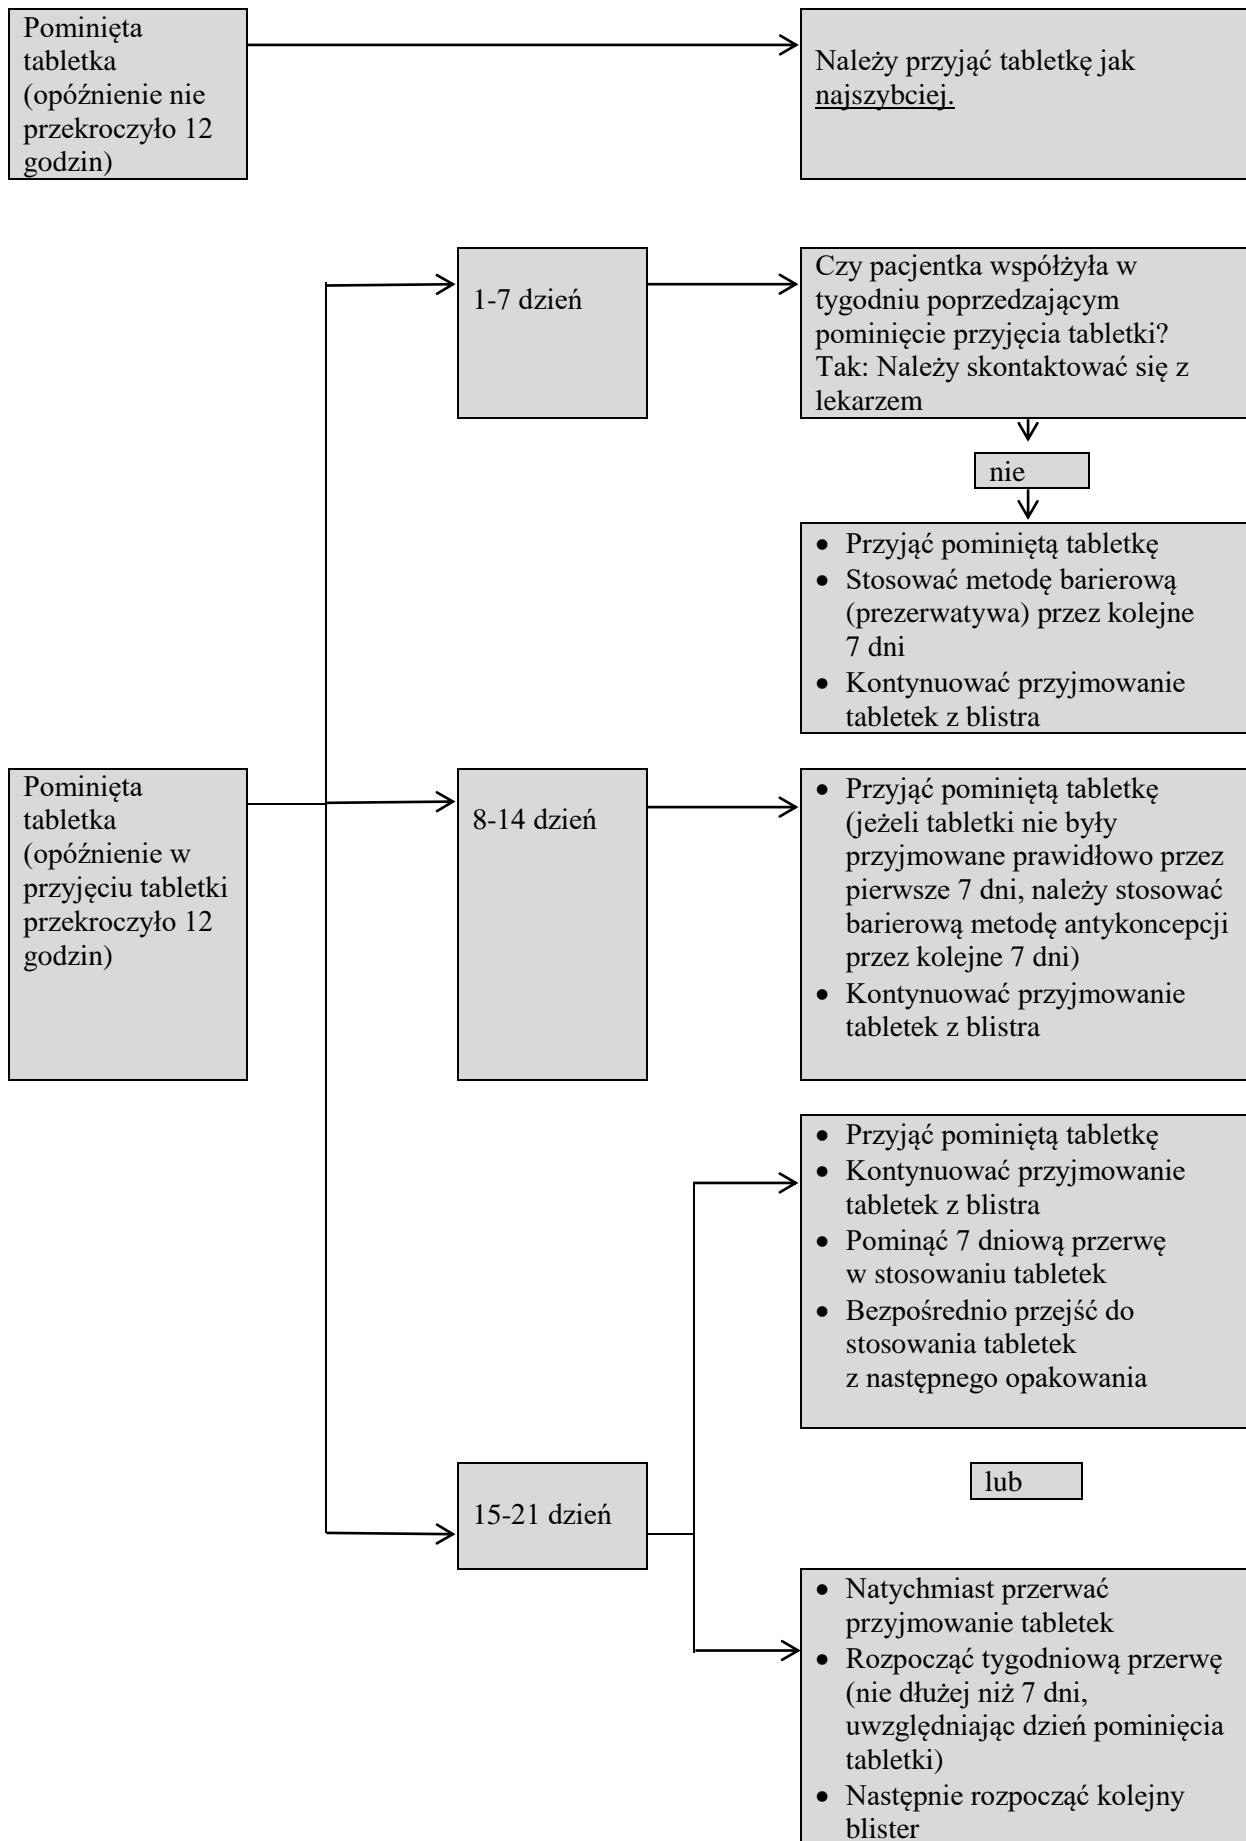 Pominięta
tabletka
(opóźnienie nie
przekroczyło 12
godzin)
Należy przyjąć tabletkę jak
najszybciej.
1-7 dzień
Czy pacjentka współżyła w
tygodniu poprzedzającym
pominięcie przyjęcia tabletki?
Tak: Należy skontaktować się z
lekarzem
nie
• Przyjąć pominiętą tabletkę
• Stosować metodę barierową
(prezerwatywa) przez kolejne
7 dni
• Kontynuować przyjmowanie
tabletek z blistra
Pominięta
tabletka
(opóźnienie w
przyjęciu tabletki
przekroczyło 12
godzin)
8-14 dzień
• Przyjąć pominiętą tabletkę
(jeżeli tabletki nie były
przyjmowane prawidłowo przez
pierwsze 7 dni, należy stosować
barierową metodę antykoncepcji
przez kolejne 7 dni)
• Kontynuować przyjmowanie
tabletek z blistra
15-21 dzień
• Przyjąć pominiętą tabletkę
• Kontynuować przyjmowanie
tabletek z blistra
• Pominąć 7 dniową przerwę
w stosowaniu tabletek
• Bezpośrednio przejść do
stosowania tabletek
z następnego opakowania
lub
• Natychmiast przerwać
przyjmowanie tabletek
• Rozpocząć tygodniową przerwę
(nie dłużej niż 7 dni,
uwzględniając dzień pominięcia
tabletki)
• Następnie rozpocząć kolejny
blister